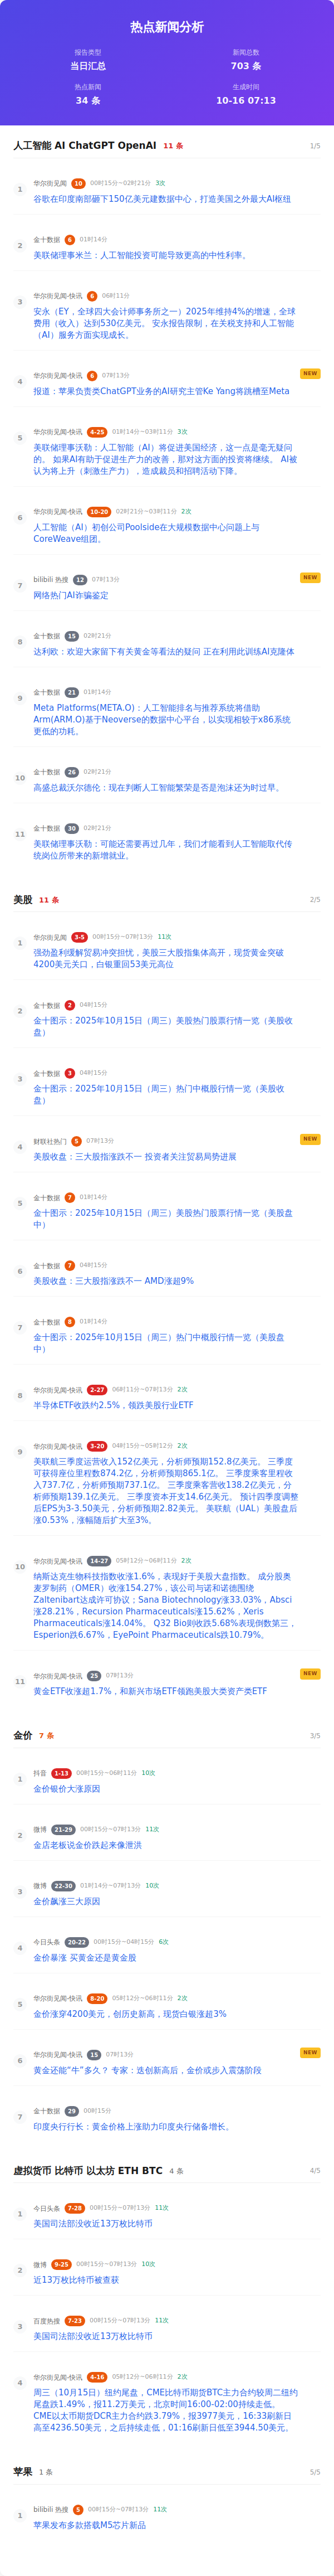 热点新闻分析
报告类型
新闻总数
当日汇总
703 条
热点新闻
生成时间
34 条
10-16 07:13
人工智能 AI ChatGPT OpenAI 11 条 1/5
1
华尔街见闻 10 00时15分~02时21分 3次
谷歌在印度南部砸下150亿美元建数据中心，打造美国之外最大AI枢纽
2
金十数据 6 01时14分
美联储理事米兰：人工智能投资可能导致更高的中性利率。
3
华尔街见闻-快讯 6 06时11分
安永（EY，全球四大会计师事务所之一）2025年维持4%的增速，全球
费用（收入）达到530亿美元。 安永报告限制，在关税支持和人工智能
（AI）服务方面实现成长。
4
华尔街见闻-快讯 6 07时13分
NEW
报道：苹果负责类ChatGPT业务的AI研究主管Ke Yang将跳槽至Meta
5
华尔街见闻-快讯 4-25 01时14分~03时11分 3次
美联储理事沃勒：人工智能（AI）将促进美国经济，这一点是毫无疑问
的。 如果AI有助于促进生产力的改善，那对这方面的投资将继续。 AI被
认为将上升（刺激生产力），造成裁员和招聘活动下降。
6
华尔街见闻-快讯 10-20 02时21分~03时11分 2次
人工智能（AI）初创公司Poolside在大规模数据中心问题上与
CoreWeave组团。
7
bilibili 热搜 12 07时13分
NEW
网络热门AI诈骗鉴定
8
金十数据 15 02时21分
达利欧：欢迎大家留下有关黄金等看法的疑问 正在利用此训练AI克隆体
9
金十数据 21 01时14分
Meta Platforms(META.O)：人工智能排名与推荐系统将借助
Arm(ARM.O)基于Neoverse的数据中心平台，以实现相较于x86系统
更低的功耗。
10
金十数据 26 02时21分
高盛总裁沃尔德伦：现在判断人工智能繁荣是否是泡沫还为时过早。
11
金十数据 30 02时21分
美联储理事沃勒：可能还需要再过几年，我们才能看到人工智能取代传
统岗位所带来的新增就业。
美股 11 条 2/5
1
华尔街见闻 3-5 00时15分~07时13分 11次
强劲盈利缓解贸易冲突担忧，美股三大股指集体高开，现货黄金突破
4200美元关口，白银重回53美元高位
2
金十数据 2 04时15分
金十图示：2025年10月15日（周三）美股热门股票行情一览（美股收
盘）
3
金十数据 3 04时15分
金十图示：2025年10月15日（周三）热门中概股行情一览（美股收
盘）
4
财联社热门 5 07时13分
NEW
美股收盘：三大股指涨跌不一 投资者关注贸易局势进展
5
金十数据 7 01时14分
金十图示：2025年10月15日（周三）美股热门股票行情一览（美股盘
中）
6
金十数据 7 04时15分
美股收盘：三大股指涨跌不一 AMD涨超9%
7
金十数据 8 01时14分
金十图示：2025年10月15日（周三）热门中概股行情一览（美股盘
中）
8
华尔街见闻-快讯 2-27 06时11分~07时13分 2次
半导体ETF收跌约2.5%，领跌美股行业ETF
9
华尔街见闻-快讯 3-20 04时15分~05时12分 2次
美联航三季度运营收入152亿美元，分析师预期152.8亿美元。 三季度
可获得座位里程数874.2亿，分析师预期865.1亿。 三季度乘客里程收
入737.7亿，分析师预期737.1亿。 三季度乘客营收138.2亿美元，分
析师预期139.1亿美元。 三季度资本开支14.6亿美元。 预计四季度调整
后EPS为3-3.50美元，分析师预期2.82美元。 美联航（UAL）美股盘后
涨0.53%，涨幅随后扩大至3%。
10
华尔街见闻-快讯 14-27 05时12分~06时11分 2次
纳斯达克生物科技指数收涨1.6%，表现好于美股大盘指数。 成分股奥
麦罗制药（OMER）收涨154.27%，该公司与诺和诺德围绕
Zaltenibart达成许可协议；Sana Biotechnology涨33.03%，Absci
涨28.21%，Recursion Pharmaceuticals涨15.62%，Xeris
Pharmaceuticals涨14.04%。 Q32 Bio则收跌5.68%表现倒数第三，
Esperion跌6.67%，EyePoint Pharmaceuticals跌10.79%。
11
华尔街见闻-快讯 25 07时13分
NEW
黄金ETF收涨超1.7%，和新兴市场ETF领跑美股大类资产类ETF
金价 7 条 3/5
1
抖音 1-13 00时15分~06时11分 10次
金价银价大涨原因
2
微博 21-29 00时15分~07时13分 11次
金店老板说金价跌起来像泄洪
3
微博 22-30 01时14分~07时13分 10次
金价飙涨三大原因
4
今日头条 20-22 00时15分~04时15分 6次
金价暴涨 买黄金还是黄金股
5
华尔街见闻-快讯 8-20 05时12分~06时11分 2次
金价涨穿4200美元，创历史新高，现货白银涨超3%
6
华尔街见闻-快讯 15 07时13分
NEW
黄金还能“牛”多久？ 专家：迭创新高后，金价或步入震荡阶段
7
金十数据 29 00时15分
印度央行行长：黄金价格上涨助力印度央行储备增长。
虚拟货币 比特币 以太坊 ETH BTC 4 条 4/5
1
今日头条 7-28 00时15分~07时13分 11次
美国司法部没收近13万枚比特币
2
微博 9-25 00时15分~07时13分 10次
近13万枚比特币被查获
3
百度热搜 7-23 00时15分~07时13分 11次
美国司法部没收近13万枚比特币
4
华尔街见闻-快讯 4-16 05时12分~06时11分 2次
周三（10月15日）纽约尾盘，CME比特币期货BTC主力合约较周二纽约
尾盘跌1.49%，报11.2万美元，北京时间16:00-02:00持续走低。
CME以太币期货DCR主力合约跌3.79%，报3977美元，16:33刷新日
高至4236.50美元，之后持续走低，01:16刷新日低至3944.50美元。
苹果 1 条 5/5
1
bilibili 热搜 5 00时15分~07时13分 11次
苹果发布多款搭载M5芯片新品